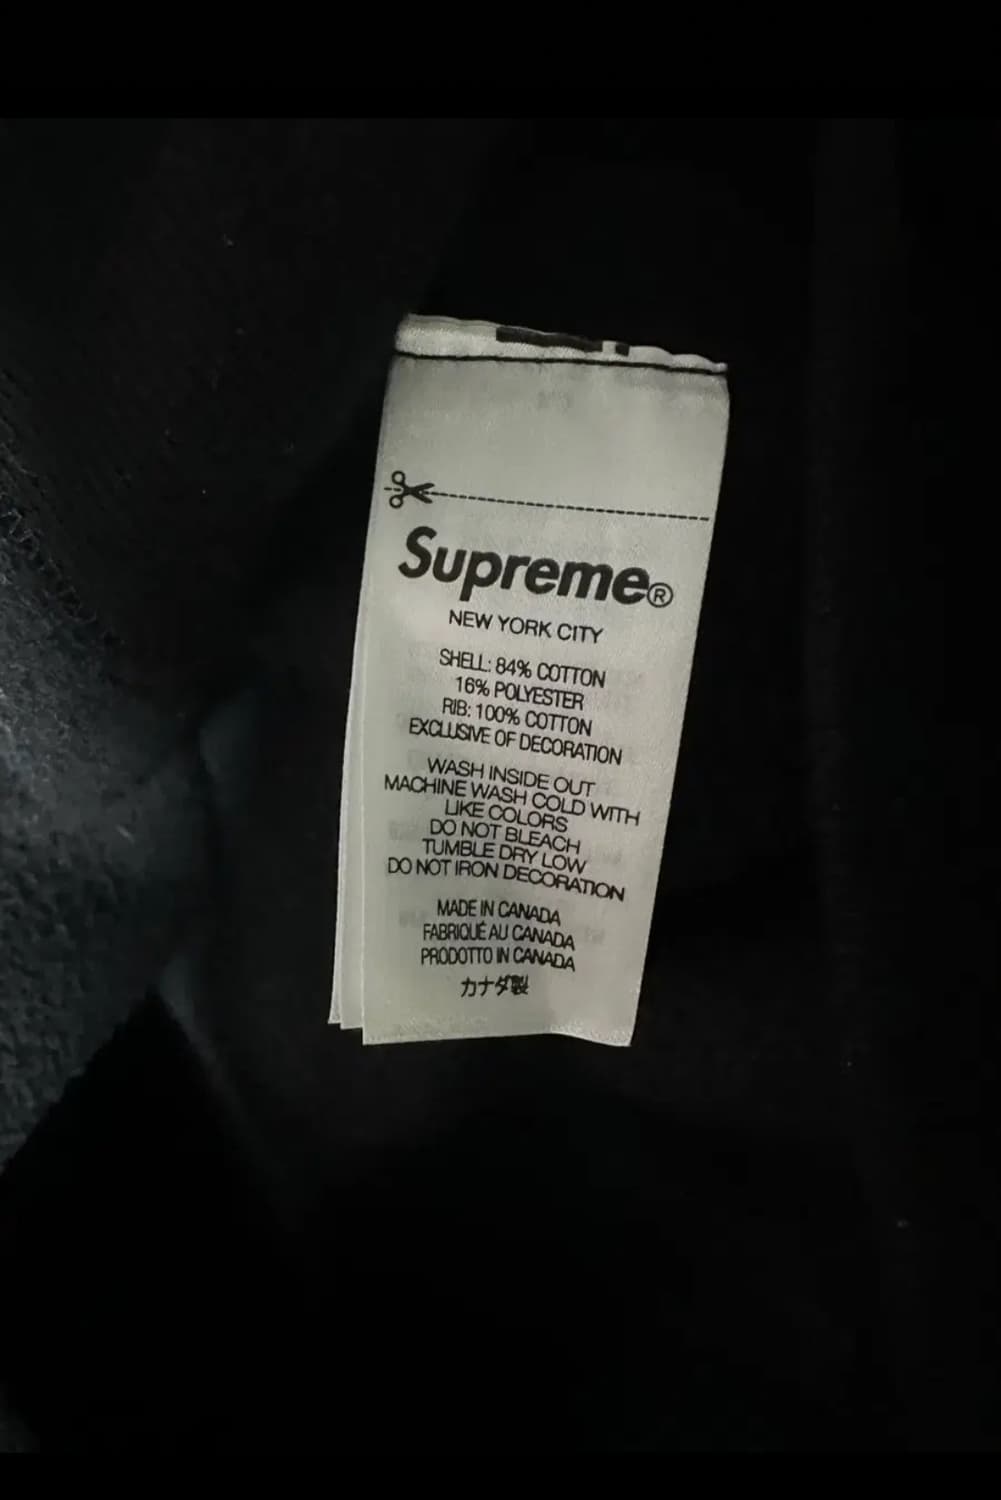 Supreme®
NEW YORK CITY
SHELL: 84% COTTON
16% POLYESTER
RIB: 100% COTTON
EXCLUSIVE OF DECORATION
WASH INSIDE OUT
MACHINE WASH COLD WITH
LIKE COLORS
DO NOT BLEACH
TUMBLE DRY LOW
DO NOT IRON DECORATION
MADE IN CANADA
FABRIQUÉ AU CANADA
PRODOTTO IN CANADA
カナダ製